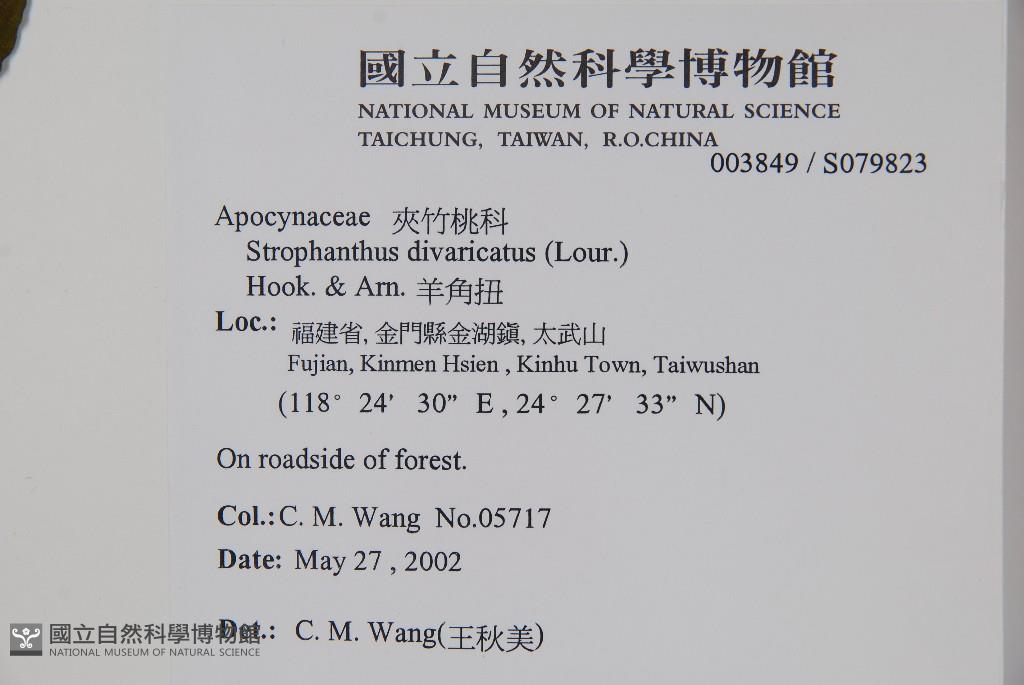 國立自然科學博物館
NATIONAL MUSEUM OF NATURAL SCIENCE
TAICHUNG, TAIWAN, R.O.CHINA
003849 / S079823
Apocynaceae 夾竹桃科
Strophanthus divaricatus (Lour.)
Hook. & Arn. 羊角扭
Loc.: 福建省, 金門縣金湖鎮, 太武山
Fujian, Kinmen Hsien , Kinhu Town, Taiwushan
(118° 24’ 30” E , 24° 27’ 33” N)
On roadside of forest.
Col.: C. M. Wang No.05717
Date: May 27 , 2002
Det.: C. M. Wang(王秋美)
國立自然科學博物館
NATIONAL MUSEUM OF NATURAL SCIENCE